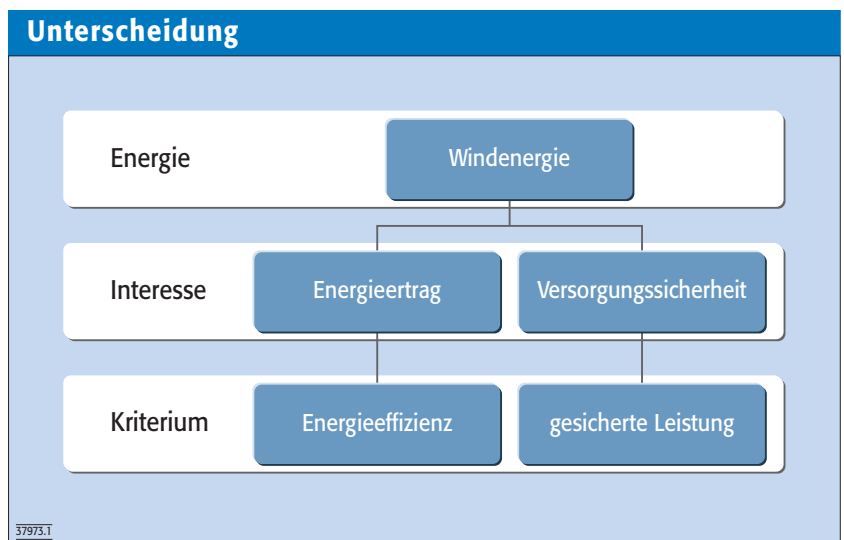 Unterscheidung
Energie
Windenergie
Interesse
Energieertrag
Versorgungssicherheit
Kriterium
Energieeffizienz
gesicherte Leistung
37973.1